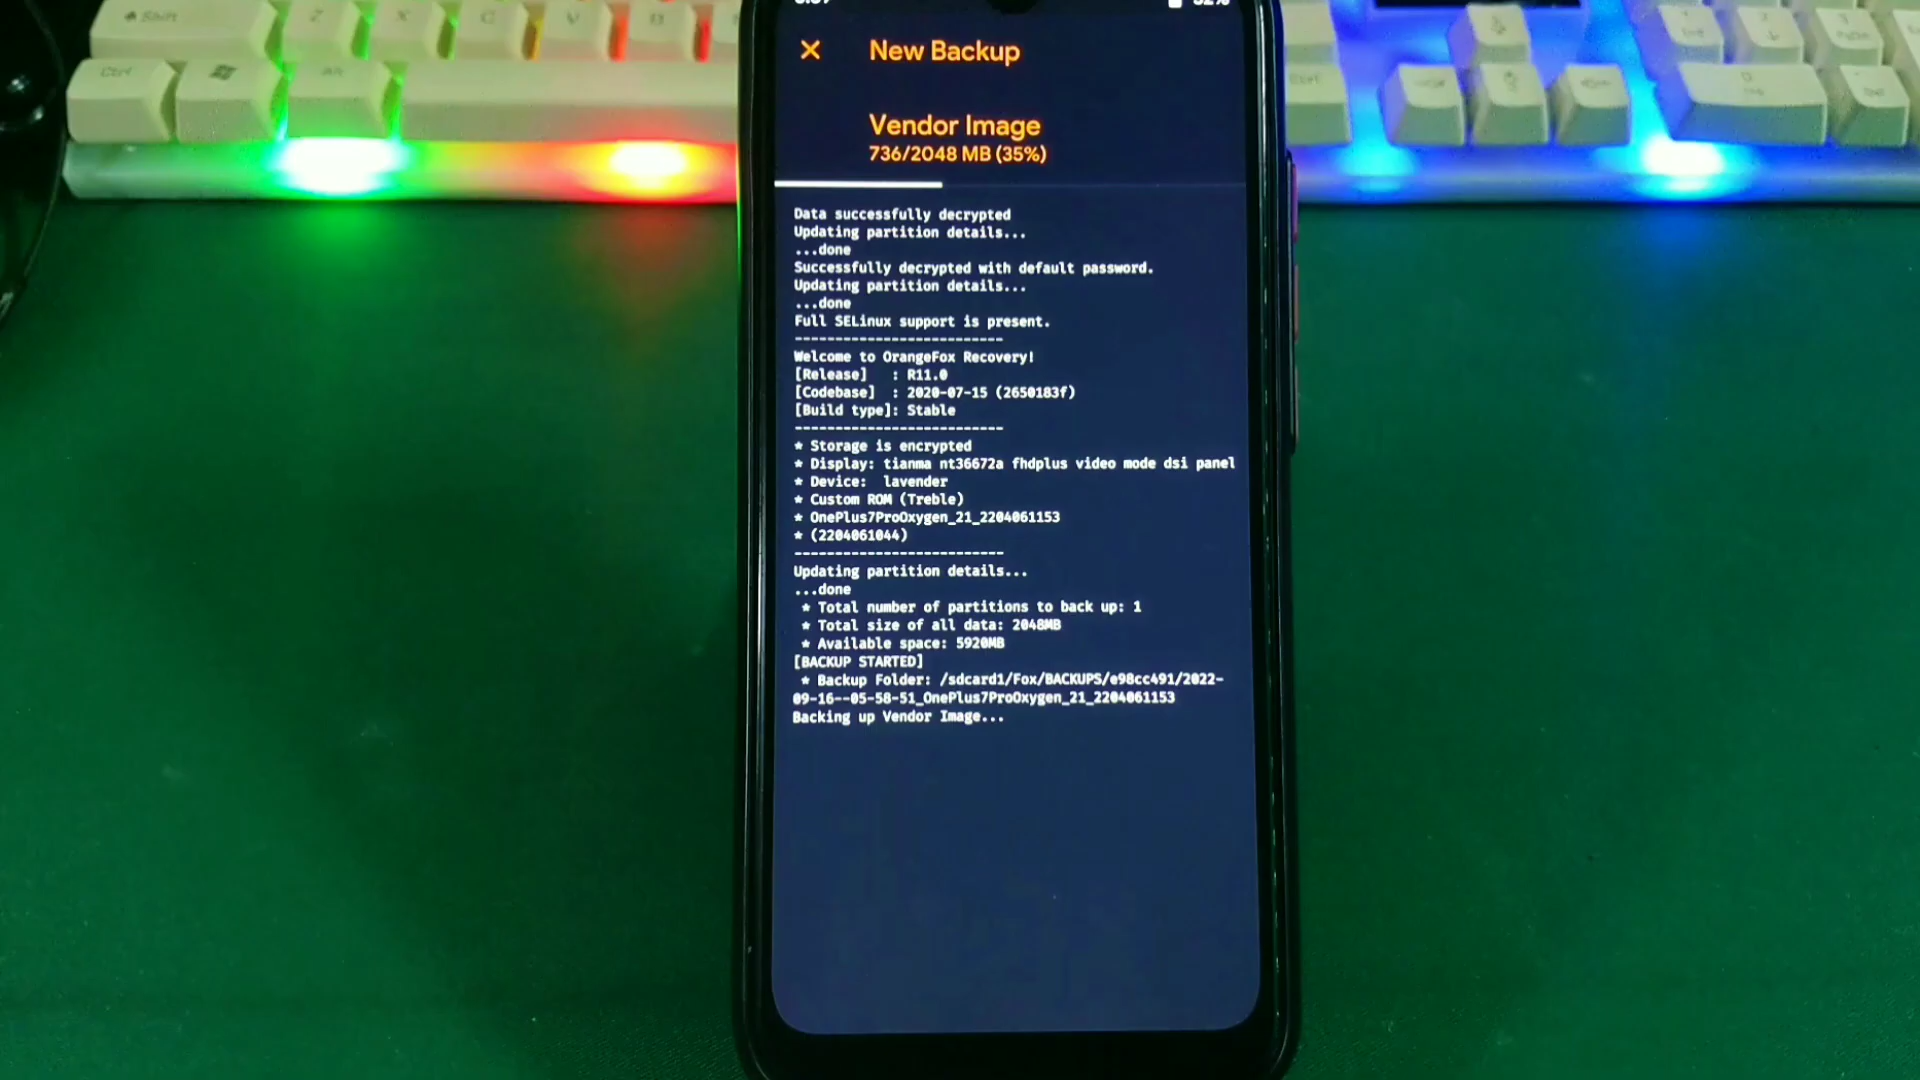 Shift
Z
X
C
V
B
Ctrl
Alt
New Backup
Vendor Image
736/2048 MB (35%)
Data successfully decrypted
Updating partition details...
...done
Successfully decrypted with default password.
Updating partition details...
...done
Full SELinux support is present.
--------------------------
Welcome to OrangeFox Recovery!
[Release]   : R11.0
[Codebase]  : 2020-07-15 (2650183f)
[Build type]: Stable
--------------------------
* Storage is encrypted
* Display: tianma nt36672a fhdplus video mode dsi panel
* Device:  lavender
* Custom ROM (Treble)
* OnePlus7ProOxygen_21_2204061153
* (2204061044)
--------------------------
Updating partition details...
...done
* Total number of partitions to back up: 1
* Total size of all data: 2048MB
* Available space: 5920MB
[BACKUP STARTED]
* Backup Folder: /sdcard1/Fox/BACKUPS/e98cc491/2022-
09-16--05-58-51_OnePlus7ProOxygen_21_2204061153
Backing up Vendor Image...